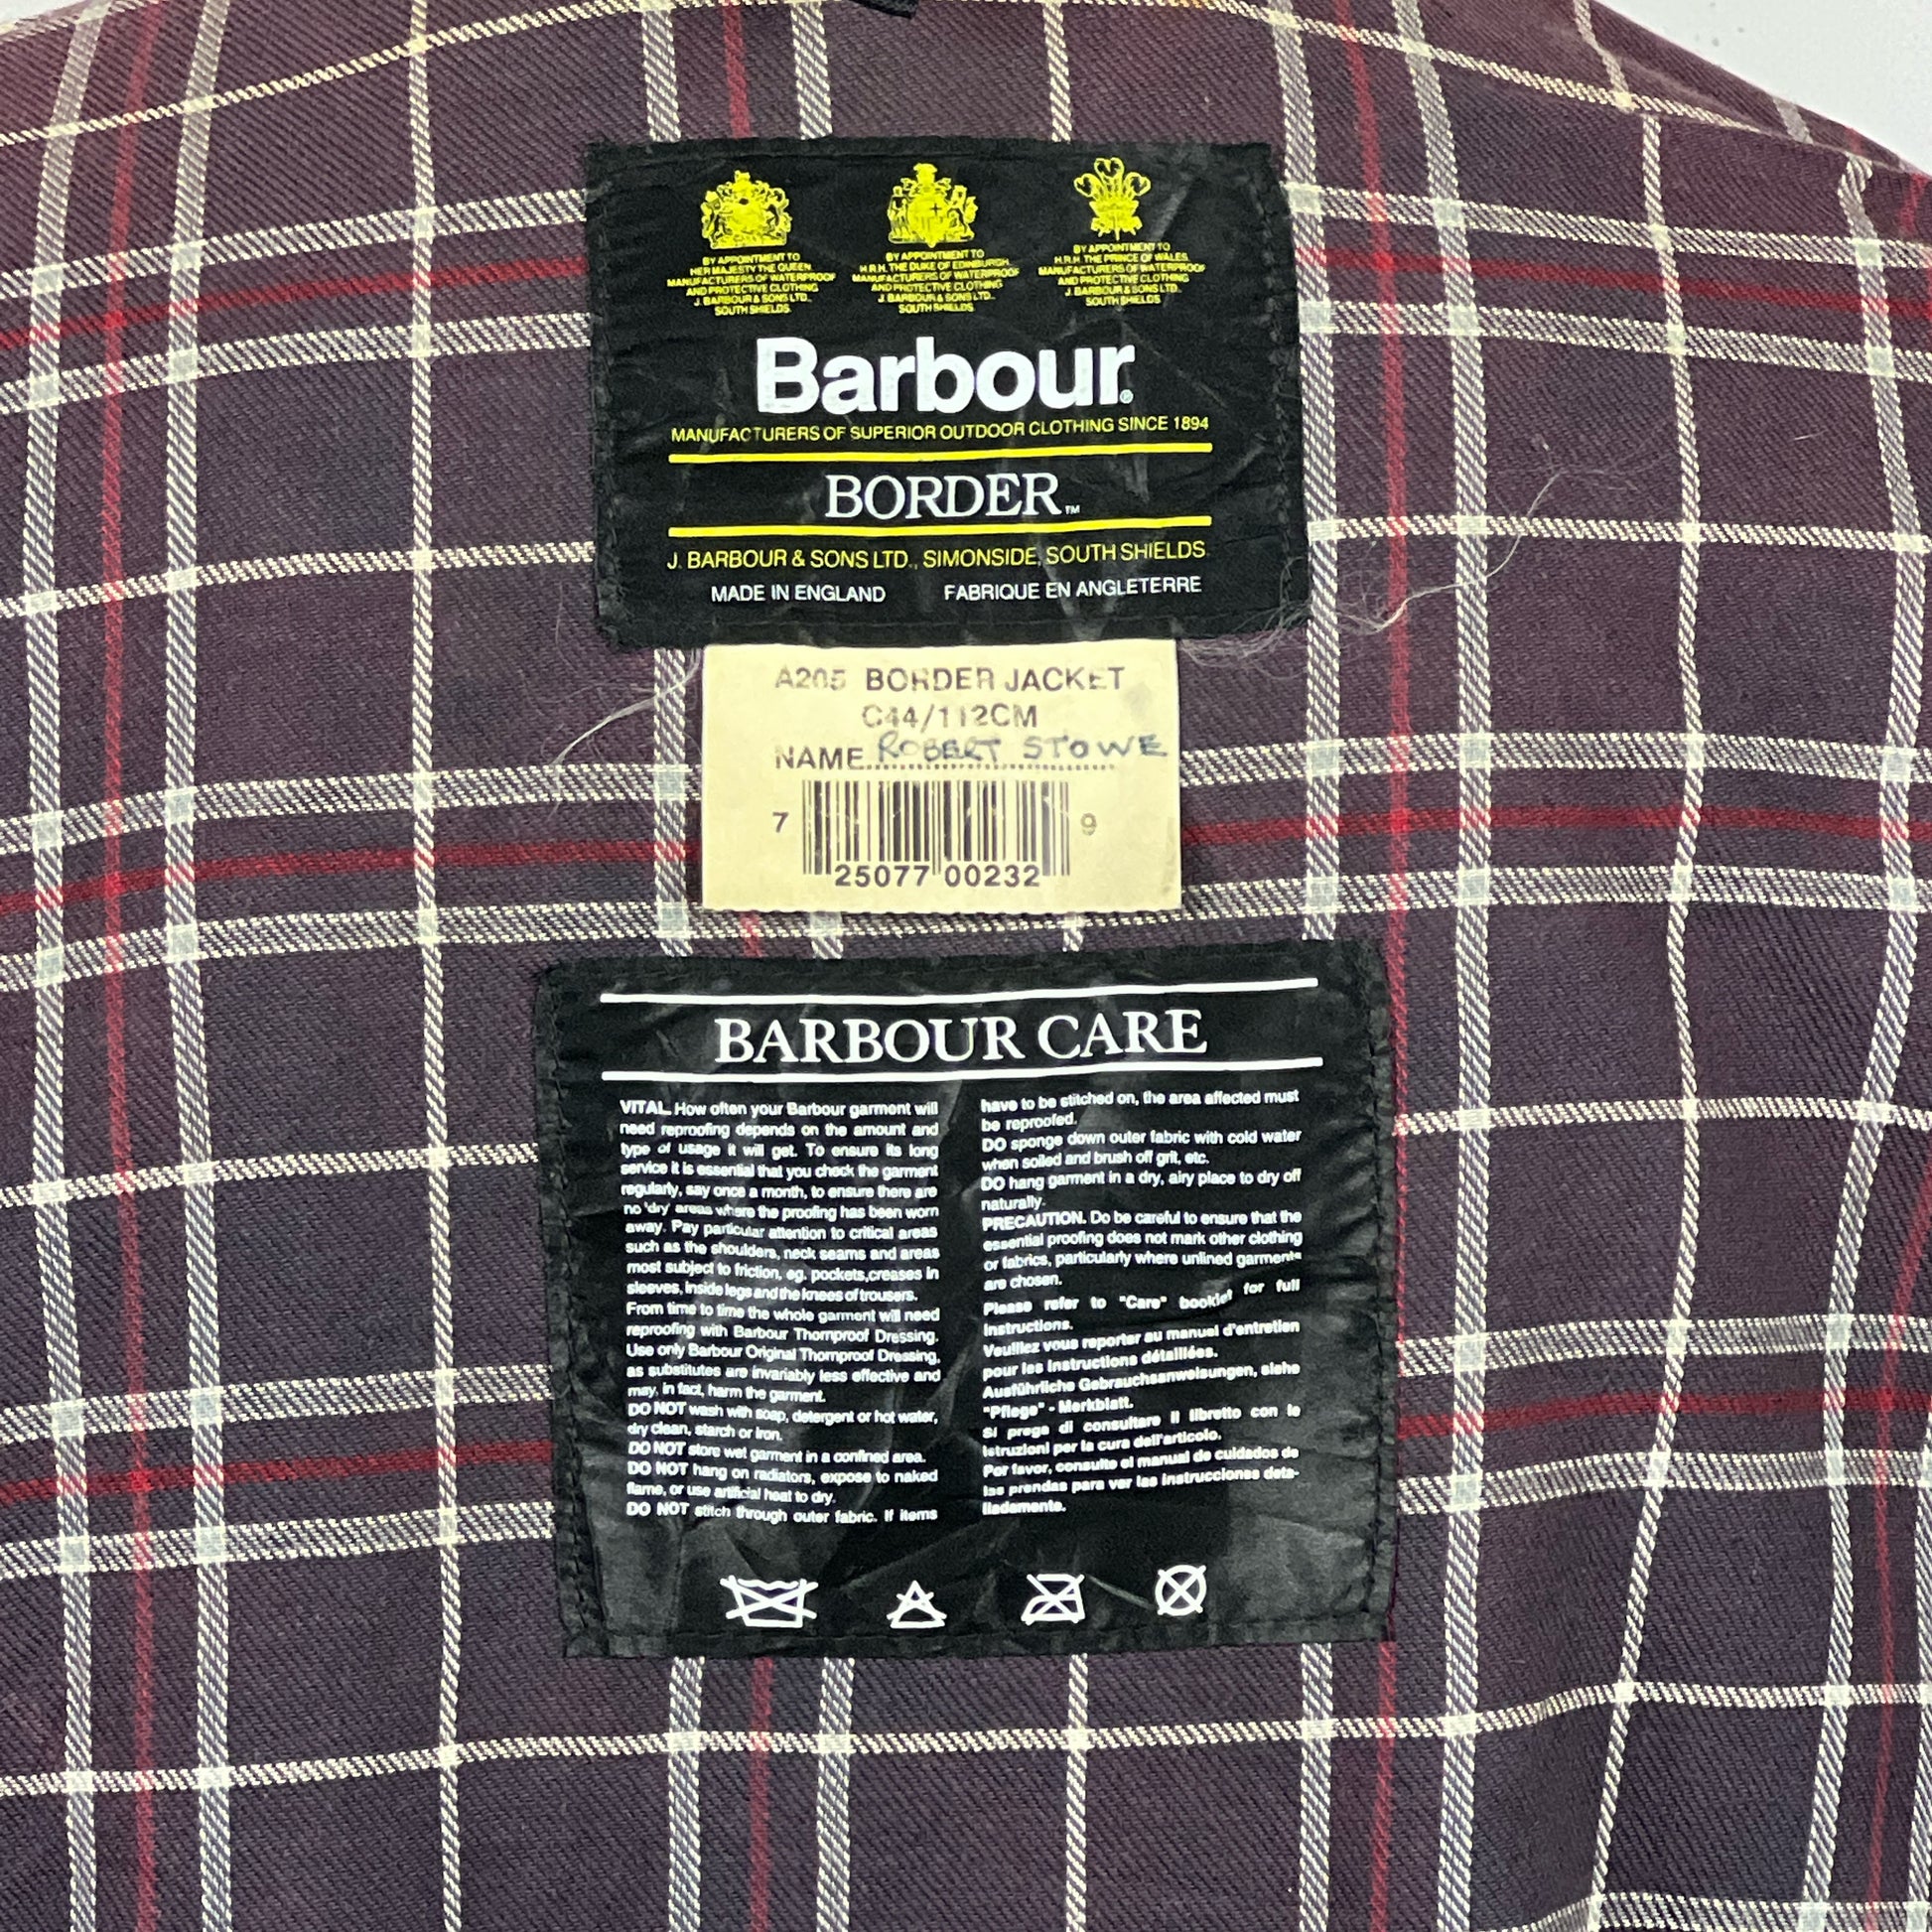 BY APPOINTMENT TO
HER MAJESTY THE QUEEN
MANUFACTURERS OF WATERPROOF
AND PROTECTIVE CLOTHING
J. BARBOUR & SONS LTD.,
SOUTH SHIELDS.
BY APPOINTMENT TO
H.R.H. THE DUKE OF EDINBURGH
MANUFACTURERS OF WATERPROOF
AND PROTECTIVE CLOTHING
J. BARBOUR & SONS LTD.,
SOUTH SHIELDS.
BY APPOINTMENT TO
H.R.H. THE PRINCE OF WALES
MANUFACTURERS OF WATERPROOF
AND PROTECTIVE CLOTHING
J. BARBOUR & SONS LTD.,
SOUTH SHIELDS
Barbour®
MANUFACTURERS OF SUPERIOR OUTDOOR CLOTHING SINCE 1894
BORDER™
J. BARBOUR & SONS LTD., SIMONSIDE, SOUTH SHIELDS.
MADE IN ENGLAND FABRIQUE EN ANGLETERRE
A205 BORDER JACKET
C44/112CM
NAME ROBERT STOWE
7 25077 00232 9
BARBOUR CARE
VITAL. How often your Barbour garment will
need reproofing depends on the amount and
type of usage it will get. To ensure its long
service it is essential that you check the garment
regularly, say once a month, to ensure there are
no 'dry' areas where the proofing has been worn
away. Pay particular attention to critical areas
such as the shoulders, neck seams and areas
most subject to friction, eg. pockets,creases in
sleeves, inside legs and the knees of trousers.
From time to time the whole garment will need
reproofing with Barbour Thornproof Dressing.
Use only Barbour Original Thornproof Dressing,
as substitutes are invariably less effective and
may, in fact, harm the garment.
DO NOT wash with soap, detergent or hot water,
dry clean, starch or iron.
DO NOT store wet garment in a confined area.
DO NOT hang on radiators, expose to naked
flame, or use artificial heat to dry.
DO NOT stitch through outer fabric. If items
have to be stitched on, the area affected must
be reproofed.
DO sponge down outer fabric with cold water
when soiled and brush off grit, etc.
DO hang garment in a dry, airy place to dry off
naturally.
PRECAUTION. Do be careful to ensure that the
essential proofing does not mark other clothing
or fabrics, particularly where unlined garments
are chosen.
Please refer to "Care" booklet for full
instructions.
Veuillez vous reporter au manuel d'entretien
pour les instructions détaillées.
Ausführliche Gebrauchsanweisungen, siehe
"Pflege" - Merkblatt.
Si prega di consultare il libretto con le
istruzioni per la cura dell'articolo.
Por favor, consulte el manual de cuidados de
las prendas para ver las instrucciones deta-
lladamente.